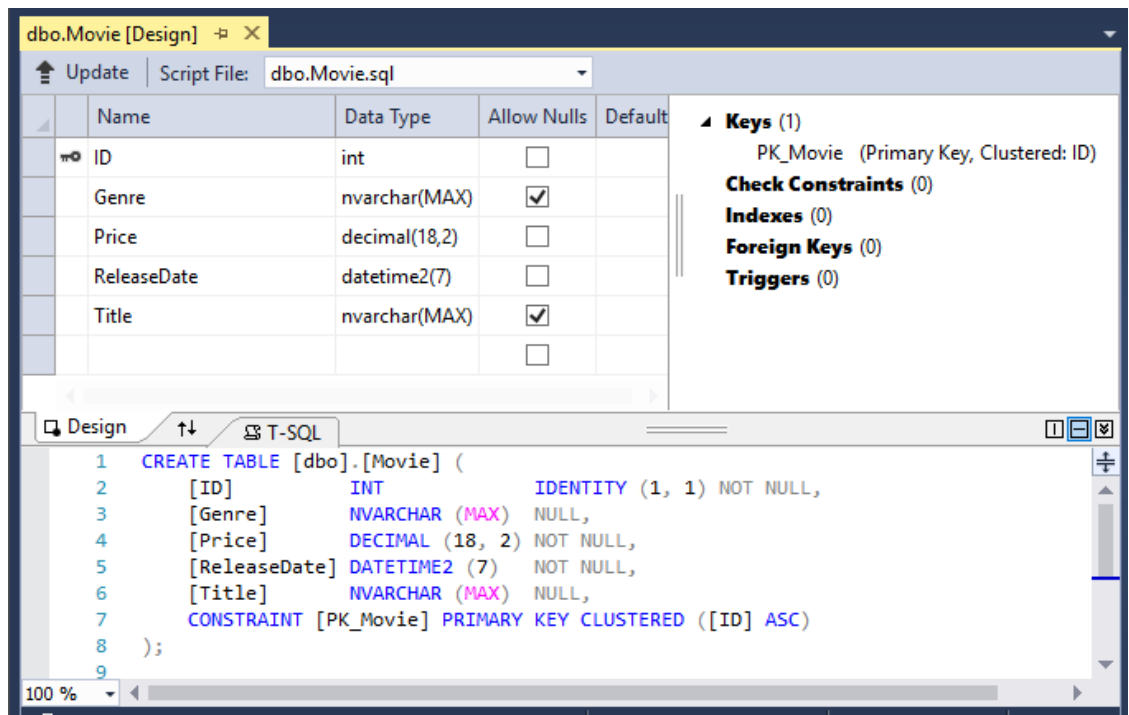 dbo.Movie [Design]
Update Script File: dbo.Movie.sql
Name Data Type Allow Nulls Default
ID int
Genre nvarchar(MAX)
Price decimal(18,2)
ReleaseDate datetime2(7)
Title nvarchar(MAX)
Keys (1)
PK_Movie (Primary Key, Clustered: ID)
Check Constraints (0)
Indexes (0)
Foreign Keys (0)
Triggers (0)
Design T-SQL
1 CREATE TABLE [dbo].[Movie] (
2 [ID] INT IDENTITY (1, 1) NOT NULL,
3 [Genre] NVARCHAR (MAX) NULL,
4 [Price] DECIMAL (18, 2) NOT NULL,
5 [ReleaseDate] DATETIME2 (7) NOT NULL,
6 [Title] NVARCHAR (MAX) NULL,
7 CONSTRAINT [PK_Movie] PRIMARY KEY CLUSTERED ([ID] ASC)
8 );
9
100 %